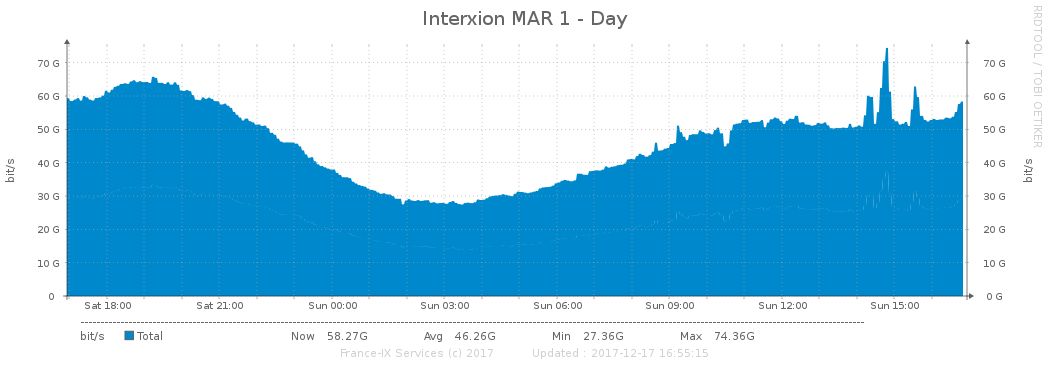 Interxion MAR 1 - Day
RRDTOOL / TOBI OETIKER
bit/s
70 G 70 G
60 G 60 G
50 G 50 G
40 G 40 G
30 G 30 G
20 G 20 G
10 G 10 G
0 0 G
bit/s
Sat 18:00 Sat 21:00 Sun 00:00 Sun 03:00 Sun 06:00 Sun 09:00 Sun 12:00 Sun 15:00
bit/s Total Now 58.27G Avg 46.26G Min 27.36G Max 74.36G
France-IX Services (c) 2017 Updated : 2017-12-17 16:55:15